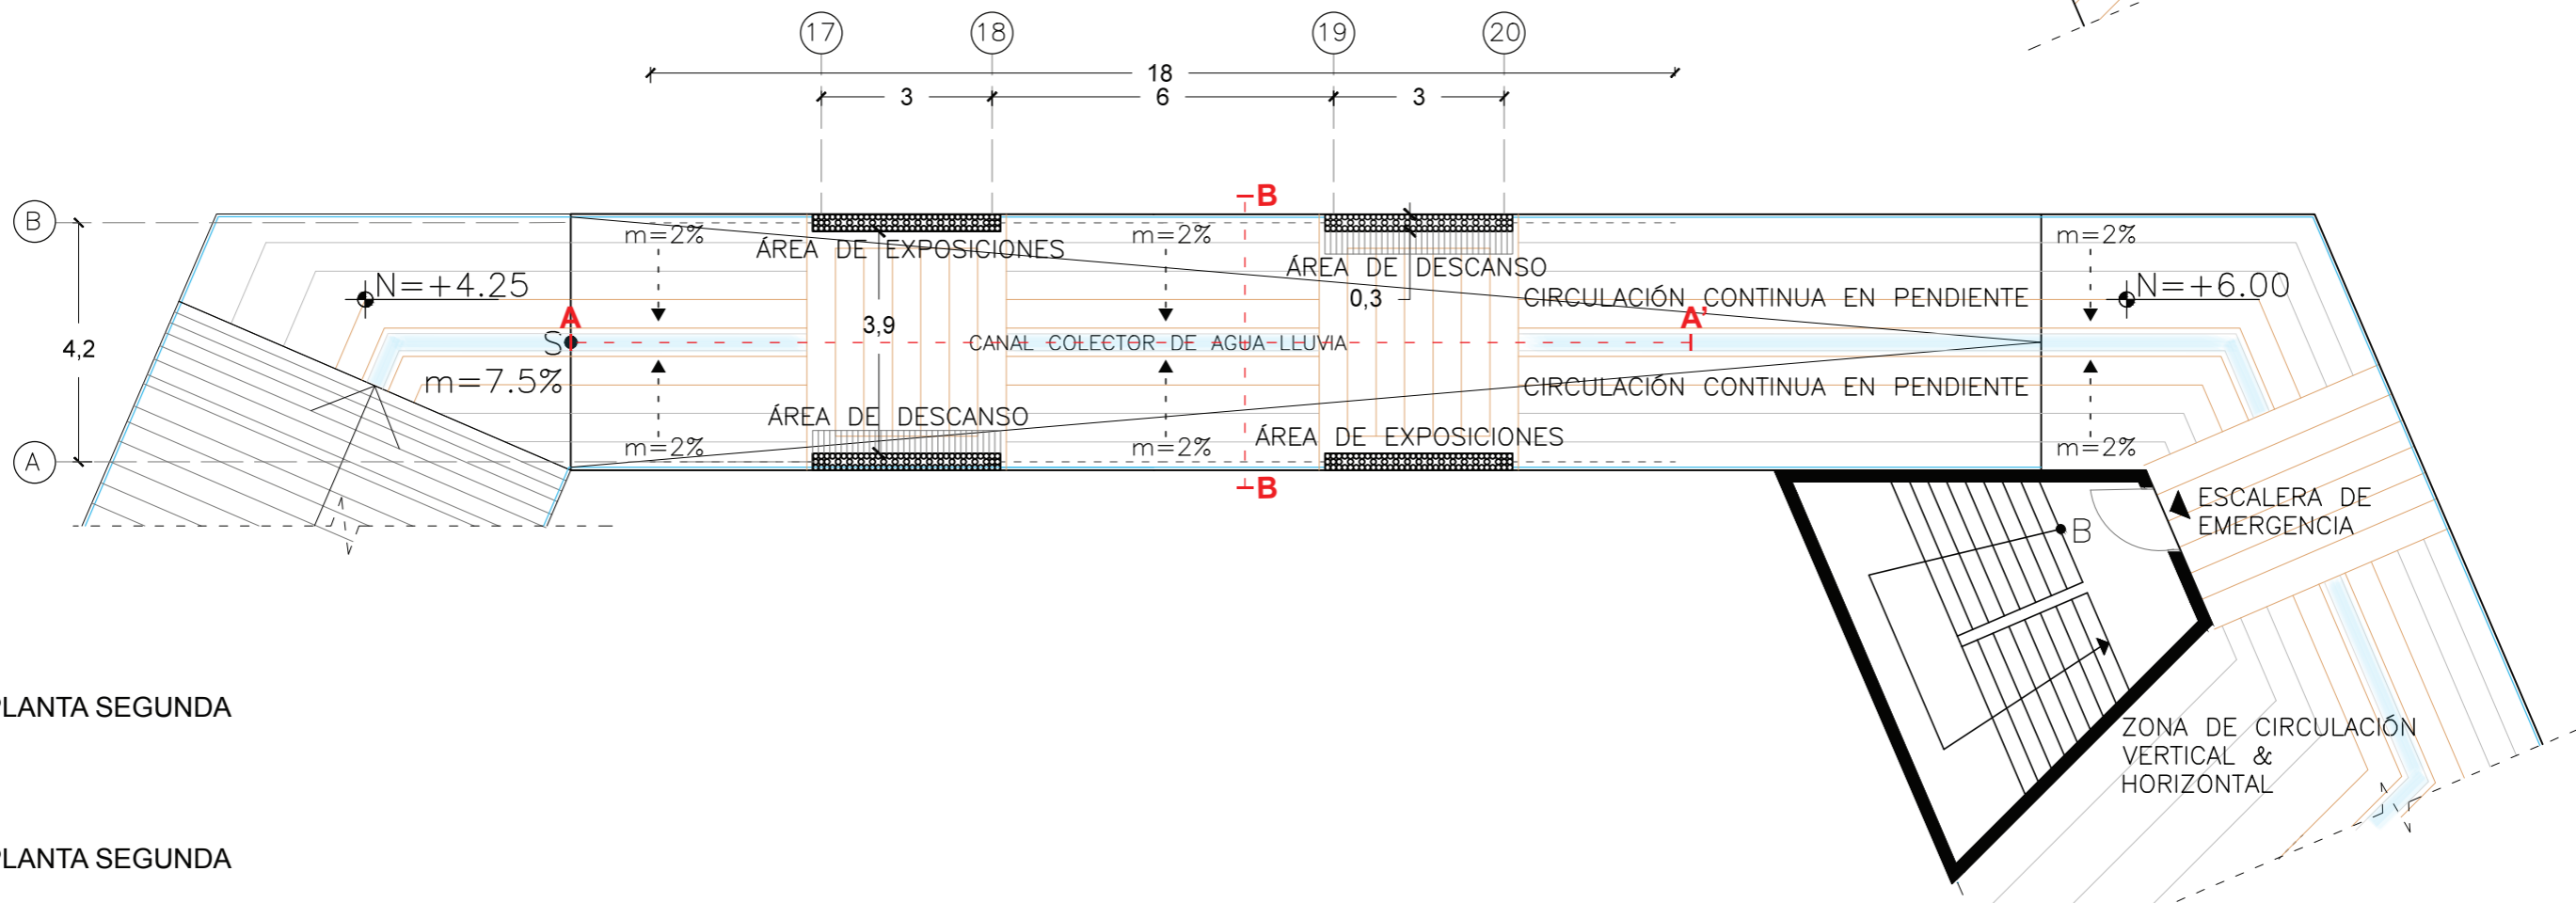 17 18 19 20
18
3 6 3
B
B
m=2% m=2% m=2%
ÁREA DE EXPOSICIONES
ÁREA DE DESCANSO
N=+4.25
0,3
CIRCULACIÓN CONTINUA EN PENDIENTE
N=+6.00
A
3,9
A'
4,2
S
CANAL COLECTOR DE AGUA LLUVIA
m=7.5%
CIRCULACIÓN CONTINUA EN PENDIENTE
ÁREA DE DESCANSO
ÁREA DE EXPOSICIONES
m=2% m=2% m=2%
A
B
ESCALERA DE
EMERGENCIA
B
PLANTA SEGUNDA
ZONA DE CIRCULACIÓN
VERTICAL &
HORIZONTAL
PLANTA SEGUNDA